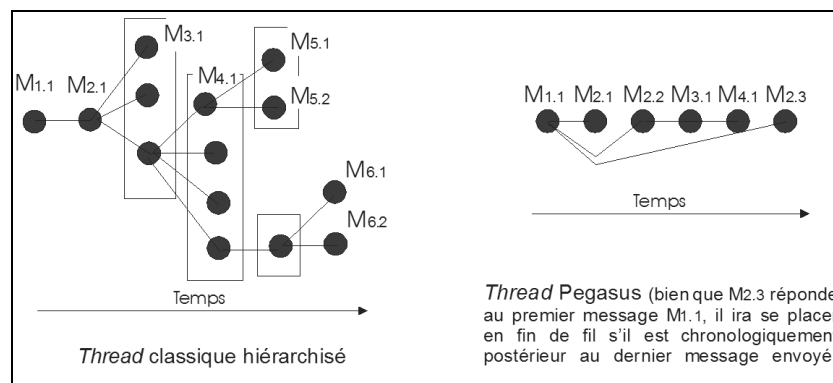 M3.1
M5.1
M1.1 M2.1 M4.1
M5.2
M6.1
M6.2
Temps
Thread classique hiérarchisé
M1.1 M2.1 M2.2 M3.1 M4.1 M2.3
Temps
Thread Pegasus (bien que M2.3 réponde
au premier message M1.1, il ira se placer
en fin de fil s'il est chronologiquement
postérieur au dernier message envoyé